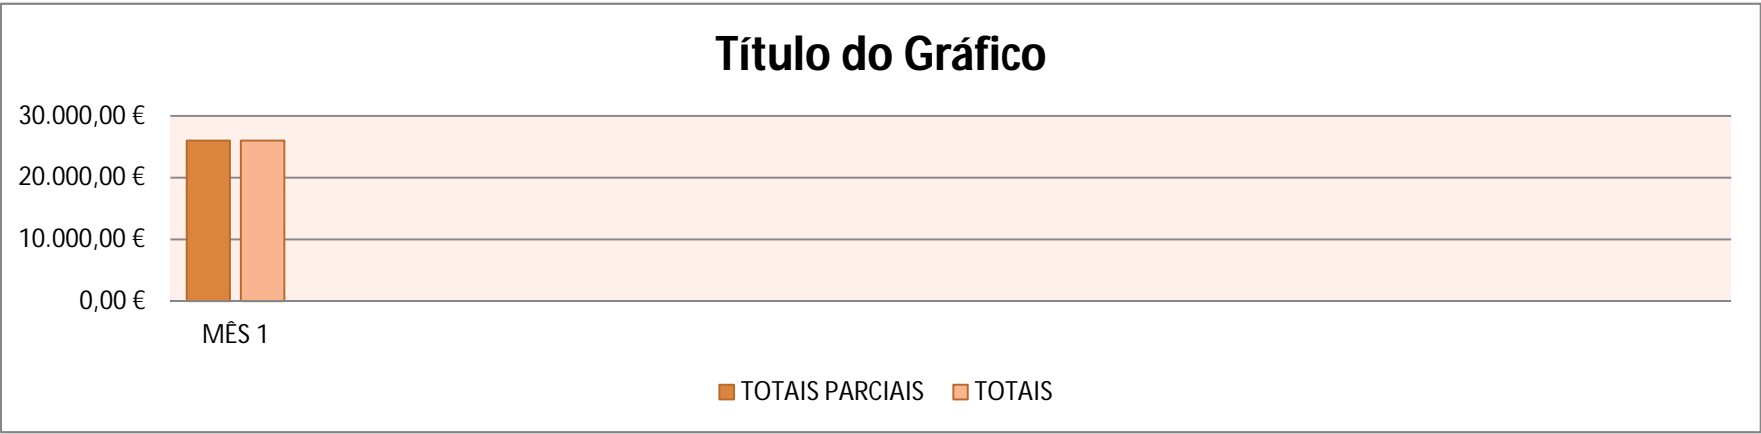 Título do Gráfico
30.000,00 €
20.000,00 €
10.000,00 €
0,00 €
MÊS 1
TOTAIS PARCIAIS TOTAIS